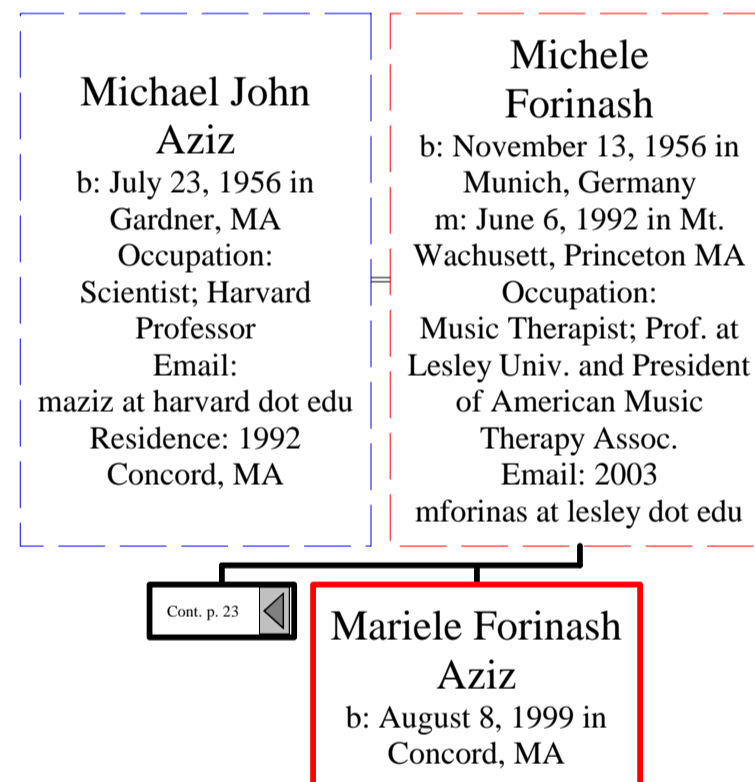 Michael John
Aziz
b: July 23, 1956 in
Gardner, MA
Occupation:
Scientist; Harvard
Professor
Email:
maziz at harvard dot edu
Residence: 1992
Concord, MA
Michele
Forinash
b: November 13, 1956 in
Munich, Germany
m: June 6, 1992 in Mt.
Wachusett, Princeton MA
Occupation:
Music Therapist; Prof. at
Lesley Univ. and President
of American Music
Therapy Assoc.
Email: 2003
mforinas at lesley dot edu
Cont. p. 23
Mariele Forinash
Aziz
b: August 8, 1999 in
Concord, MA